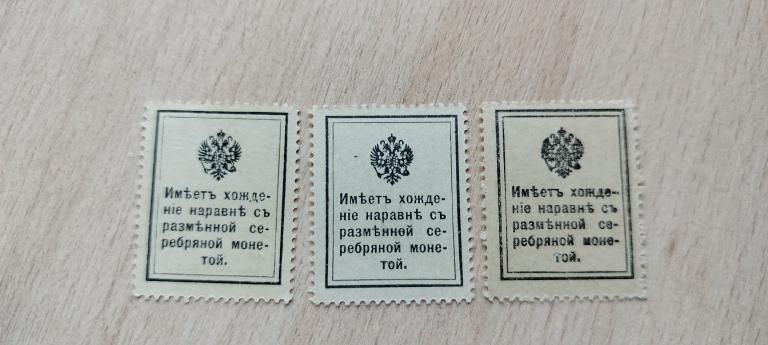 Имѣетъ хожде-
ніе наравнѣ съ
размѣнной се-
ребряной моне-
той.
Имѣетъ хожде-
ніе наравнѣ съ
размѣнной се-
ребряной моне-
той.
Имѣетъ хожде-
ніе наравнѣ съ
размѣнной се-
ребряной моне-
той.